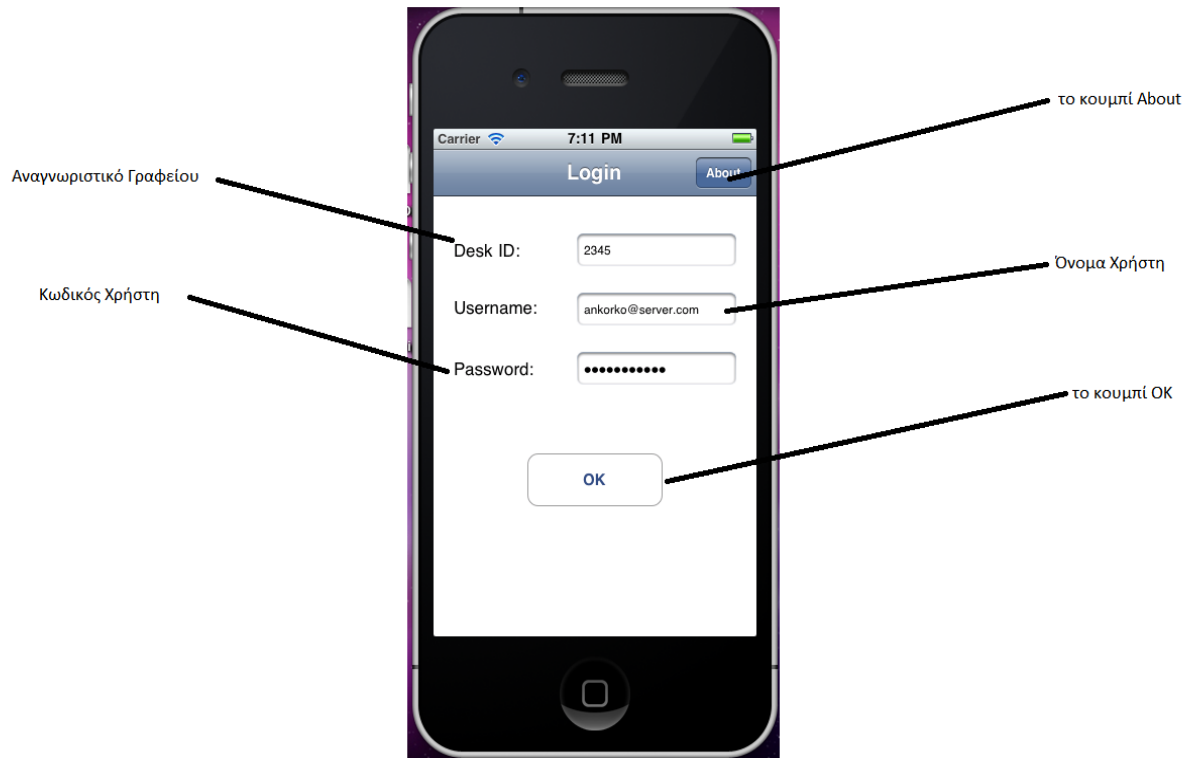 το κουμπί About
Carrier 7:11 PM
Login
About
Αναγνωριστικό Γραφείου
Desk ID:
2345
Όνομα Χρήστη
Κωδικός Χρήστη
Username:
ankorko@server.com
Password:
•••••••••••
το κουμπί ΟΚ
OK